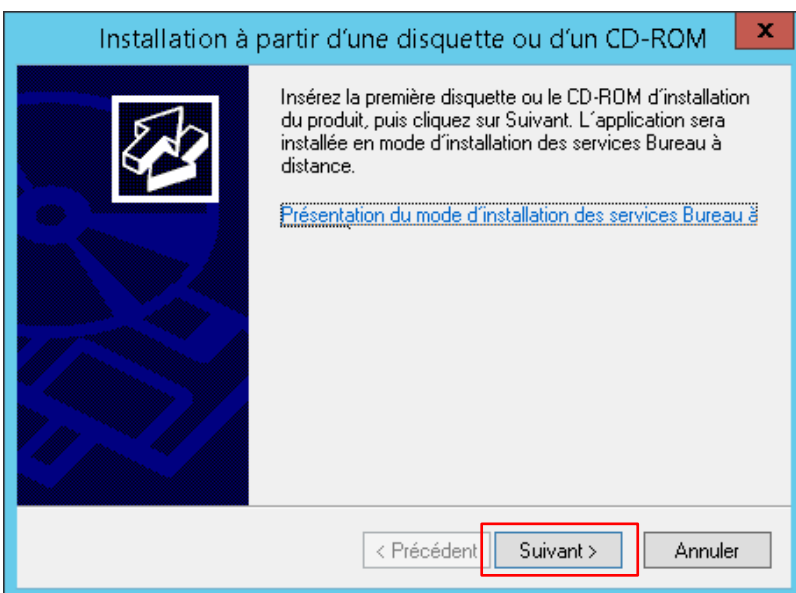 Installation à partir d'une disquette ou d'un CD-ROM
x
Insérez la première disquette ou le CD-ROM d'installation
du produit, puis cliquez sur Suivant. L´application sera
installée en mode d´installation des services Bureau à
distance.
Présentation du mode d´installation des services Bureau à
< Précédent
Suivant >
Annuler